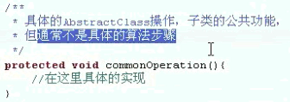 /**
* 具体的AbstractClass操作，子类的公共功能，
* 但通常不是具体的算法步骤
*/
protected void commonOperation(){
//在这里具体的实现
}